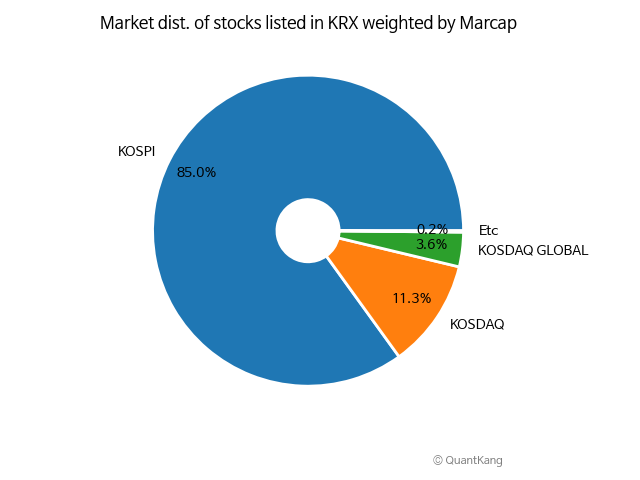 Market dist. of stocks listed in KRX weighted by Marcap
KOSPI
85.0%
0.2%
Etc
3.6%
KOSDAQ GLOBAL
11.3%
KOSDAQ
© QuantKang